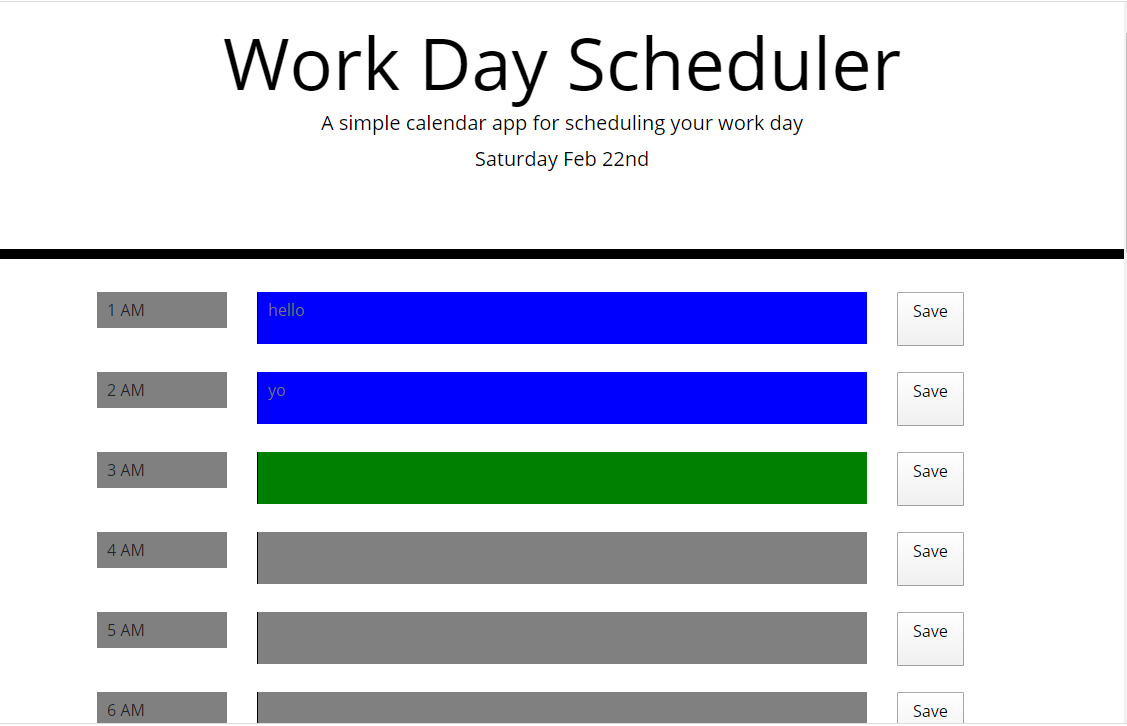 Work Day Scheduler
A simple calendar app for scheduling your work day
Saturday Feb 22nd
1 AM hello Save
2 AM yo Save
3 AM Save
4 AM Save
5 AM Save
6 AM Save